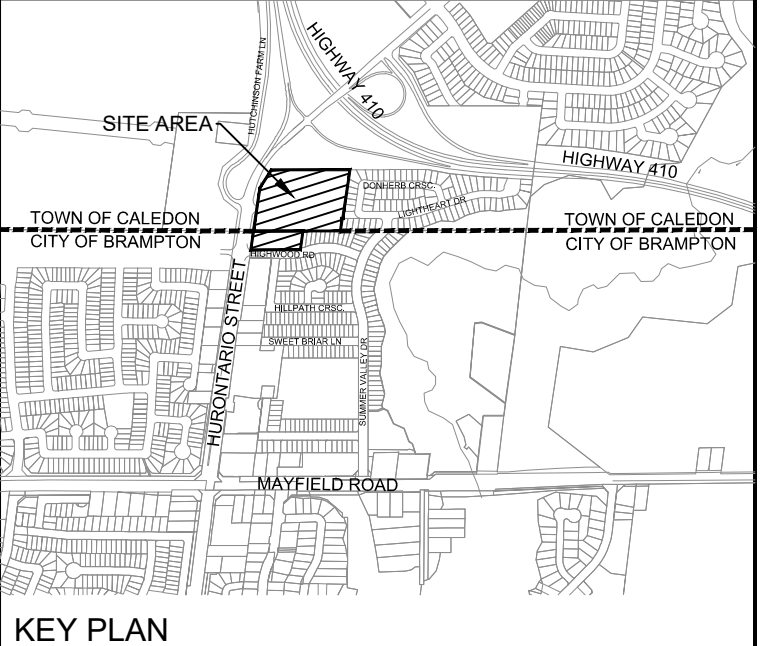 HUTCHINSON FARM LN
HIGHWAY 410
SITE AREA
HIGHWAY 410
DONHERB CRSC.
LIGHTHEART DR
TOWN OF CALEDON
TOWN OF CALEDON
CITY OF BRAMPTON
CITY OF BRAMPTON
HIGHWOOD RD
HURONTARIO STREET
HILLPATH CRSC.
SWEET BRIAR LN
SUMMER VALLEY DR
MAYFIELD ROAD
KEY PLAN